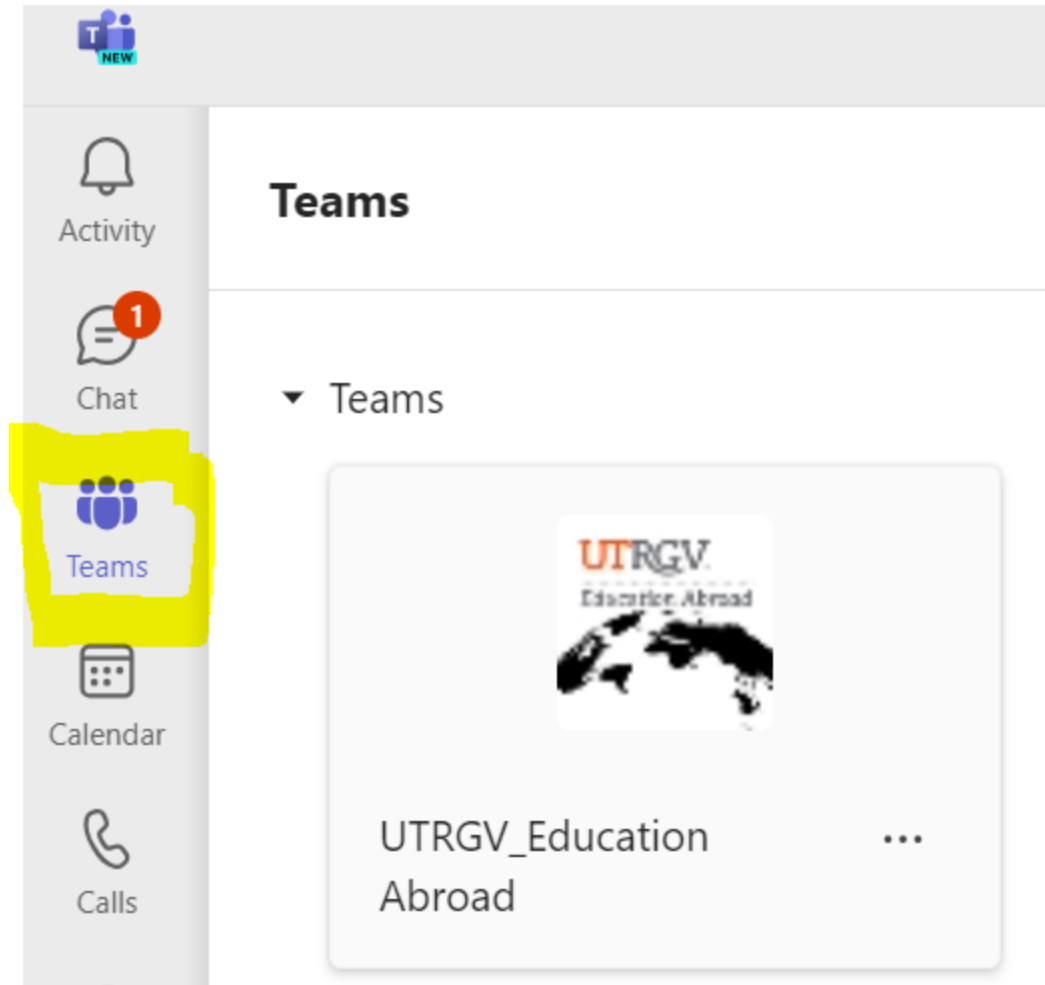 T
NEW
Activity
Teams
1
Chat
Teams
Teams
UTRGV
Education Abroad
Calendar
UTRGV_Education
Abroad
...
Calls